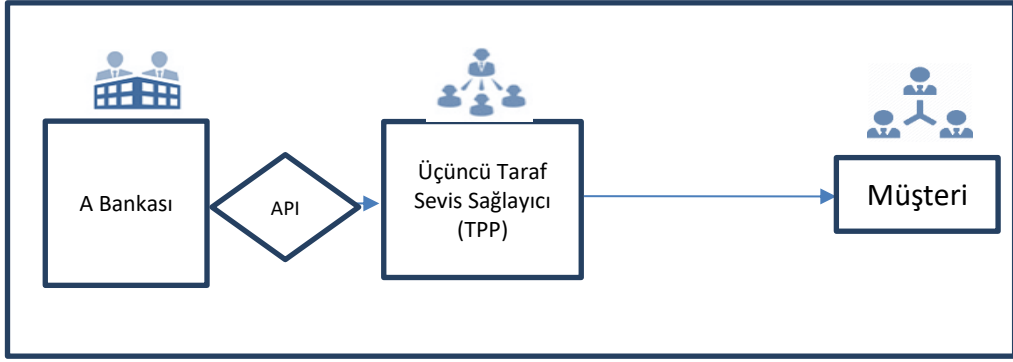 A Bankası
API
Üçüncü Taraf
Sevis Sağlayıcı
(TPP)
Müşteri